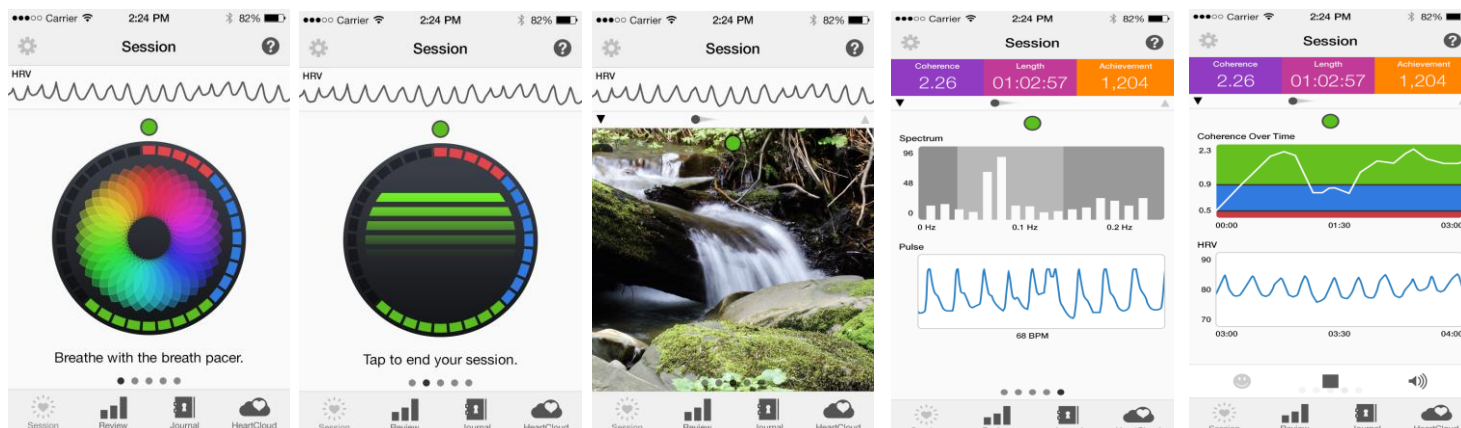 Carrier 2:24 PM 82%
Session ?
HRV
Breathe with the breath pacer.
Session Review Journal HeartCloud
Carrier 2:24 PM 82%
Session ?
HRV
Tap to end your session.
Session Review Journal HeartCloud
Carrier 2:24 PM 82%
Session ?
HRV
Session Review Journal HeartCloud
Carrier 2:24 PM 82%
Session ?
Coherence Length Achievement
2.26 01:02:57 1,204
Spectrum
96
48
0
0 Hz 0.1 Hz 0.2 Hz
Pulse
68 BPM
Carrier 2:24 PM 82%
Session ?
Coherence Length Achievement
2.26 01:02:57 1,204
Coherence Over Time
2.3
0.9
0.5
00:00 01:30 03:00
HRV
90
80
70
03:00 03:30 04:00
Session Review Journal HeartCloud